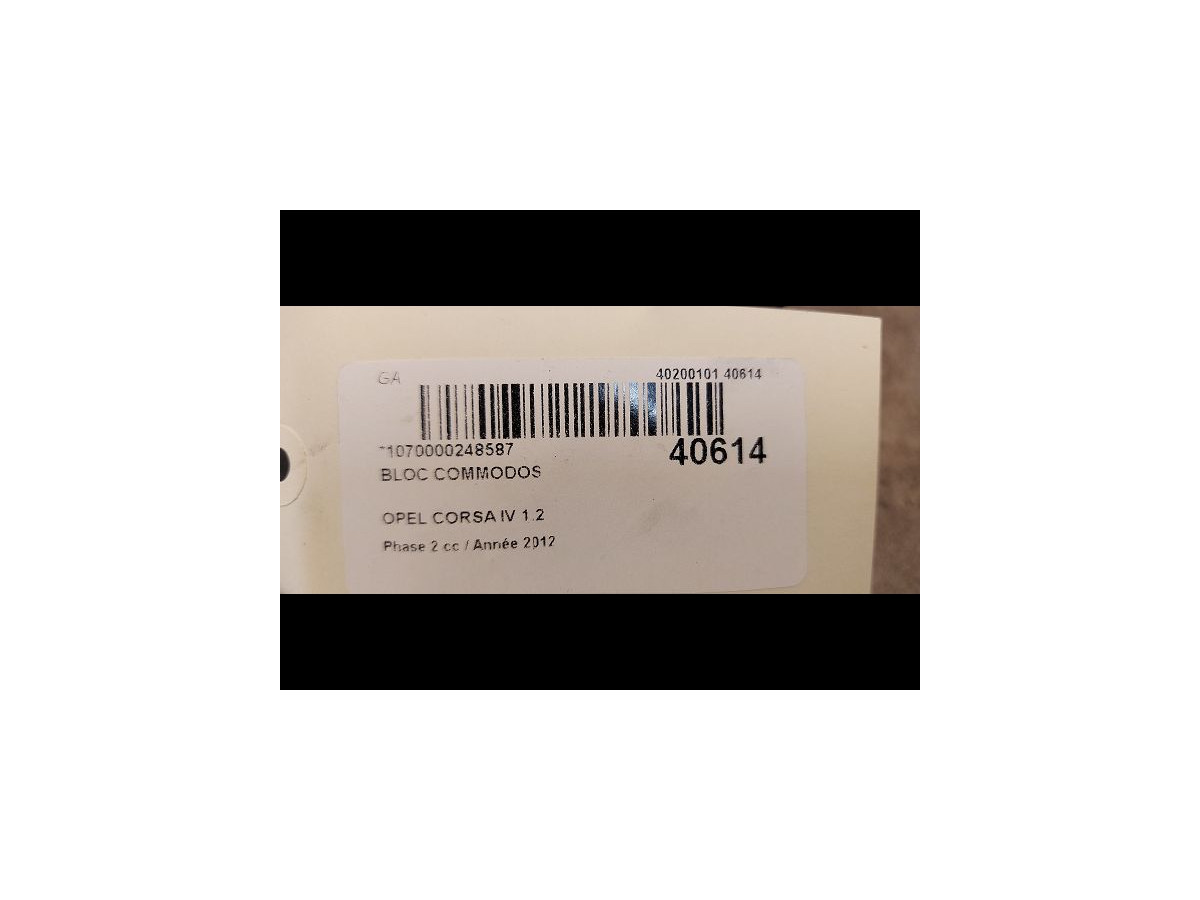 GA
40200101 40614
1070000248587
40614
BLOC COMMODOS
OPEL CORSA IV 1.2
Phase 2 cc / Année 2012